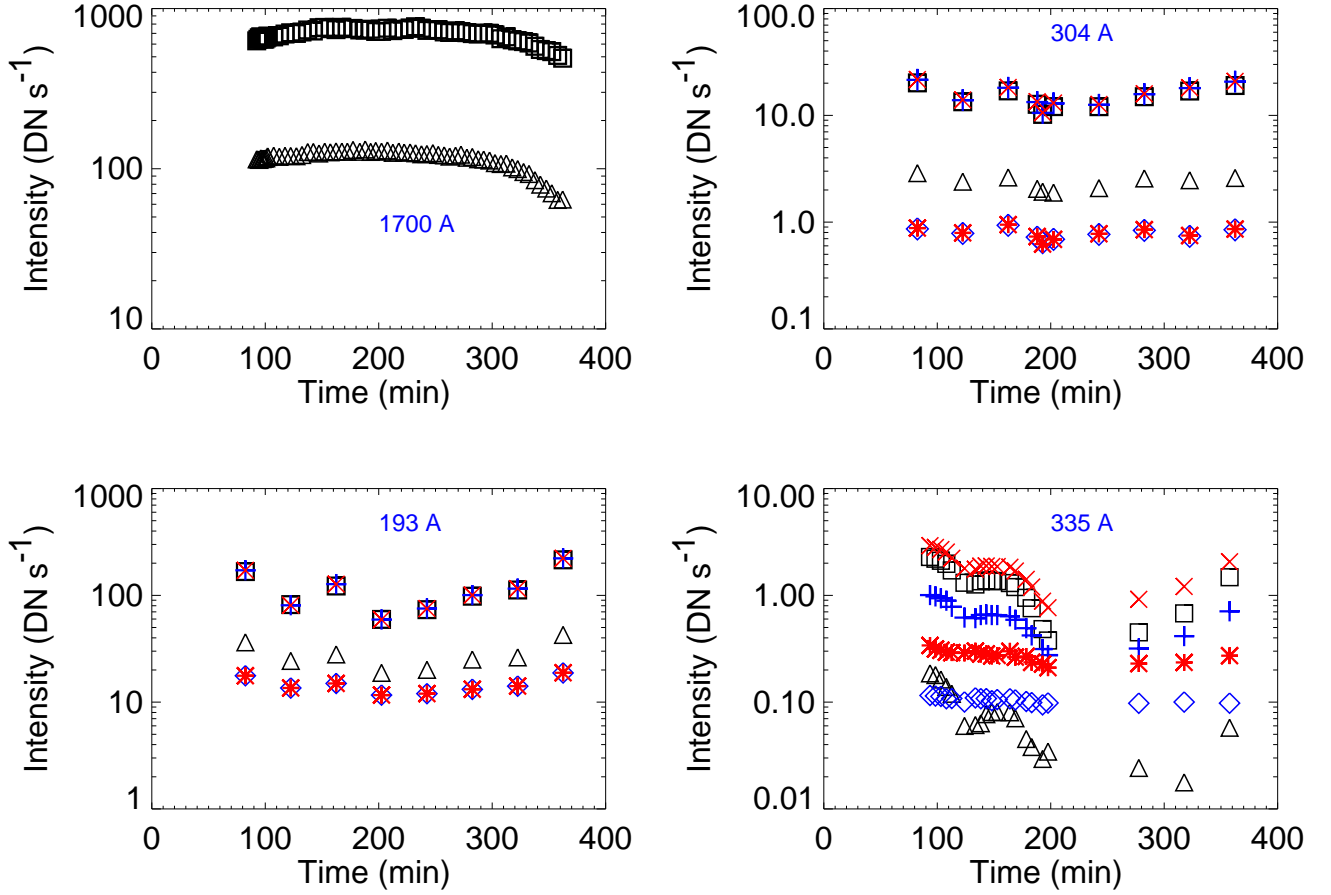 1000
100
10
Intensity (DN s-1)
1700 A
0 100 200 300 400
Time (min)
100.0
10.0
1.0
0.1
Intensity (DN s-1)
304 A
0 100 200 300 400
Time (min)
1000
100
10
1
Intensity (DN s-1)
193 A
0 100 200 300 400
Time (min)
10.00
1.00
0.10
0.01
Intensity (DN s-1)
335 A
0 100 200 300 400
Time (min)